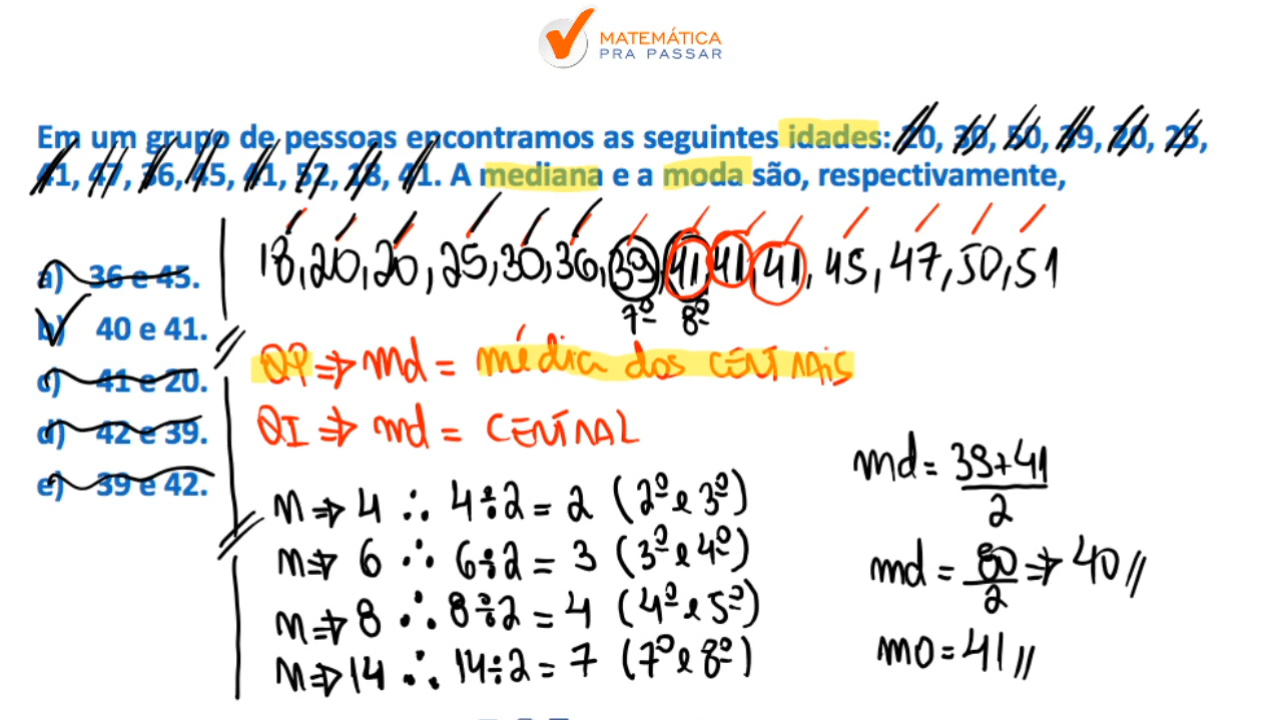 MATEMÁTICA
PRA PASSAR
Em um grupo de pessoas encontramos as seguintes idades: 20, 30, 50, 39, 20, 25,
41, 47, 36, 45, 41, 52, 18, 41. A mediana e a moda são, respectivamente,
18, 20, 20, 25, 30, 36, 39, 41, 41, 41, 45, 47, 50, 51
7º 8º
a) 36 e 45.
b) 40 e 41.
c) 41 e 20.
d) 42 e 39.
e) 39 e 42.
QP ⇒ md = média dos CENTRAIS
QI ⇒ md = CENTRAL
n ⇒ 4 ∴ 4÷2 = 2 (2º e 3º)
n ⇒ 6 ∴ 6÷2 = 3 (3º e 4º)
n ⇒ 8 ∴ 8÷2 = 4 (4º e 5º)
n ⇒ 14 ∴ 14÷2 = 7 (7º e 8º)
md = 39+41
2
md = 80 ⇒ 40 //
2
mo = 41 //